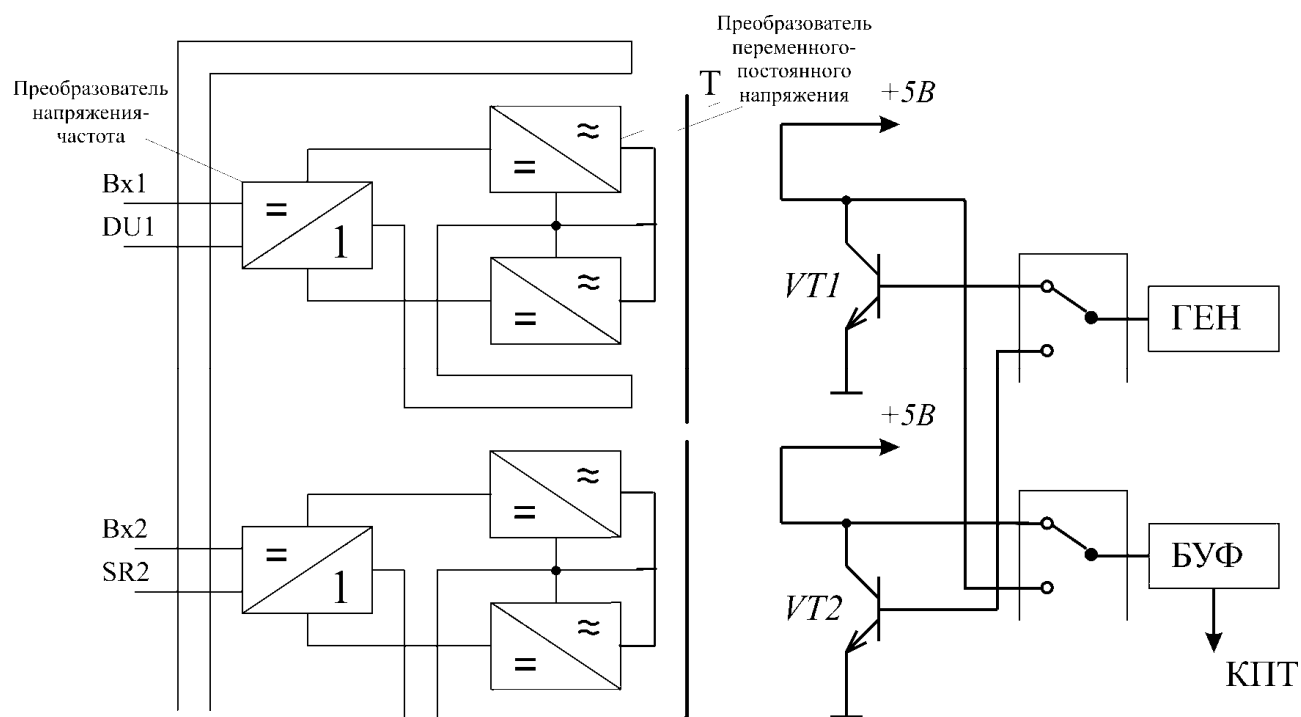 Преобразователь
напряжения-
частота
Преобразователь
переменного-
постоянного
напряжения
T
+5В
≈
=
Вх1
DU1
=
1
≈
=
VT1
ГЕН
+5В
≈
=
Вх2
SR2
=
1
≈
=
VT2
БУФ
КПТ